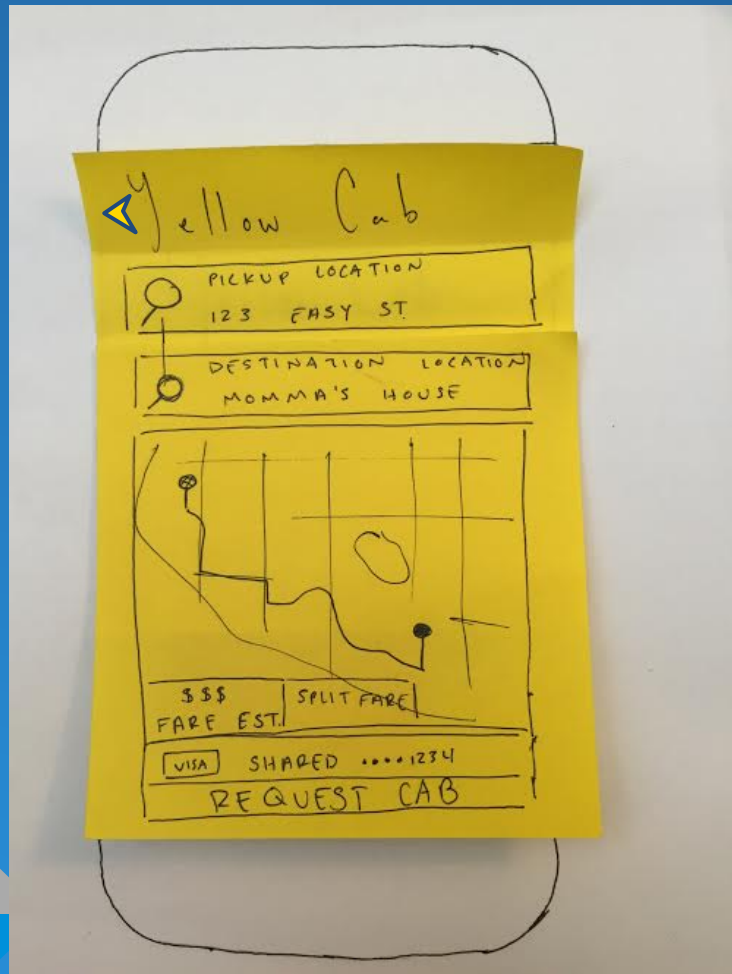 Yellow Cab
PICKUP LOCATION
123 EASY ST.
DESTINATION LOCATION
MOMMA'S HOUSE
$$$
FARE EST.
SPLIT FARE
VISA SHARED ••••1234
REQUEST CAB